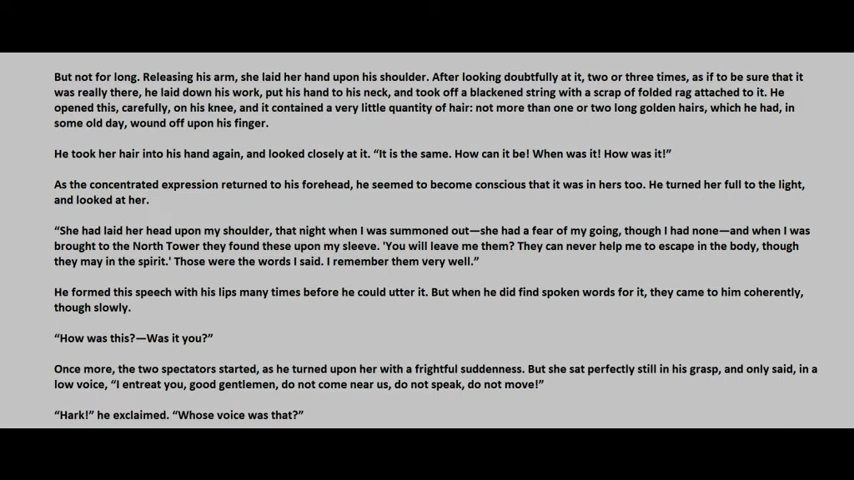 But not for long. Releasing his arm, she laid her hand upon his shoulder. After looking doubtfully at it, two or three times, as if to be sure that it
was really there, he laid down his work, put his hand to his neck, and took off a blackened string with a scrap of folded rag attached to it. He
opened this, carefully, on his knee, and it contained a very little quantity of hair: not more than one or two long golden hairs, which he had, in
some old day, wound off upon his finger.
He took her hair into his hand again, and looked closely at it. “It is the same. How can it be! When was it! How was it!”
As the concentrated expression returned to his forehead, he seemed to become conscious that it was in hers too. He turned her full to the light,
and looked at her.
“She had laid her head upon my shoulder, that night when I was summoned out—she had a fear of my going, though I had none—and when I was
brought to the North Tower they found these upon my sleeve. 'You will leave me them? They can never help me to escape in the body, though
they may in the spirit.' Those were the words I said. I remember them very well.”
He formed this speech with his lips many times before he could utter it. But when he did find spoken words for it, they came to him coherently,
though slowly.
“How was this?—Was it you?”
Once more, the two spectators started, as he turned upon her with a frightful suddenness. But she sat perfectly still in his grasp, and only said, in a
low voice, “I entreat you, good gentlemen, do not come near us, do not speak, do not move!”
“Hark!” he exclaimed. “Whose voice was that?”